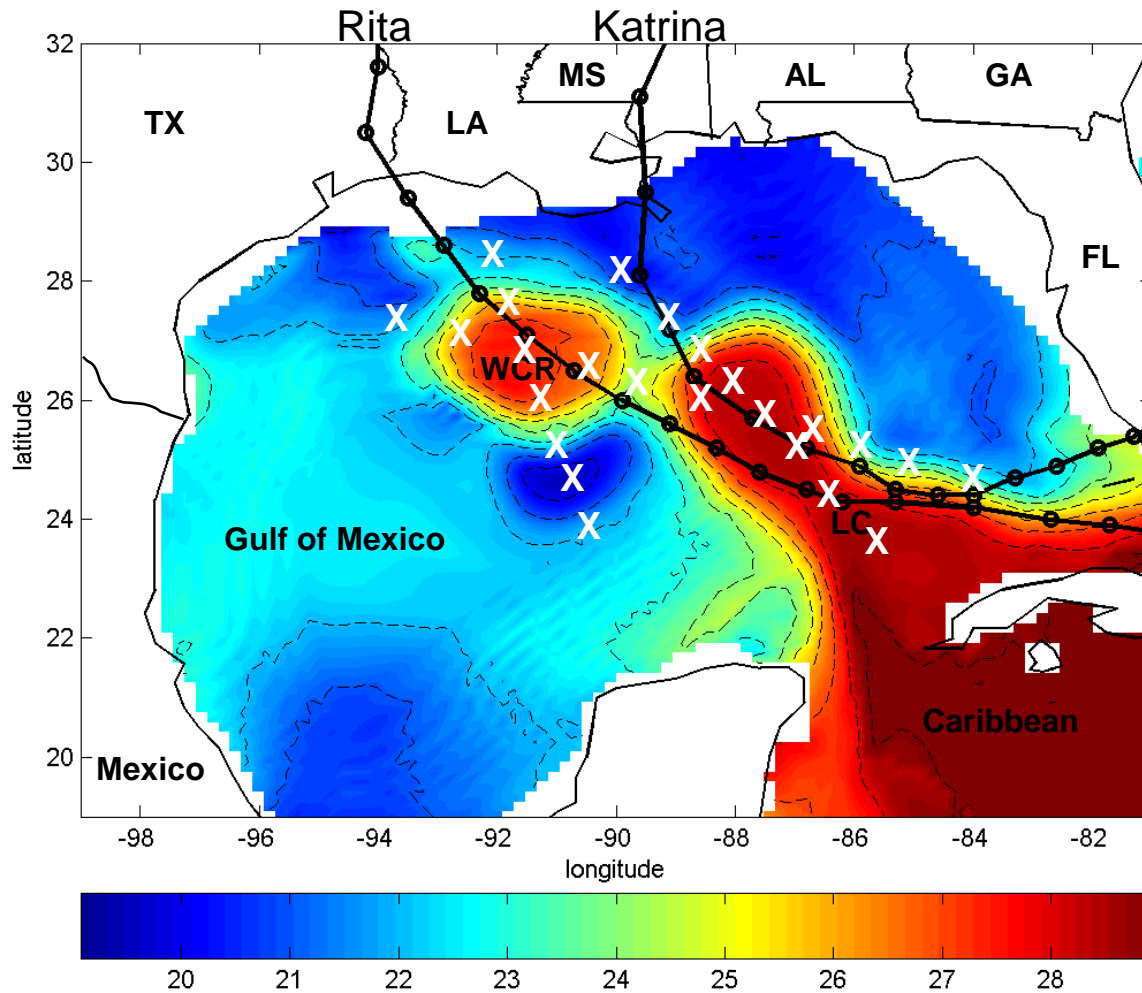 Rita Katrina
32
MS AL GA
TX LA
30
28
FL
X X
X X X
X X X
WCR X
X X
26
X X
X X
X X X X
X X X
X
24
LC
X
Gulf of Mexico
X
22
Caribbean
20
Mexico
-98 -96 -94 -92 -90 -88 -86 -84 -82
longitude
latitude
20 21 22 23 24 25 26 27 28